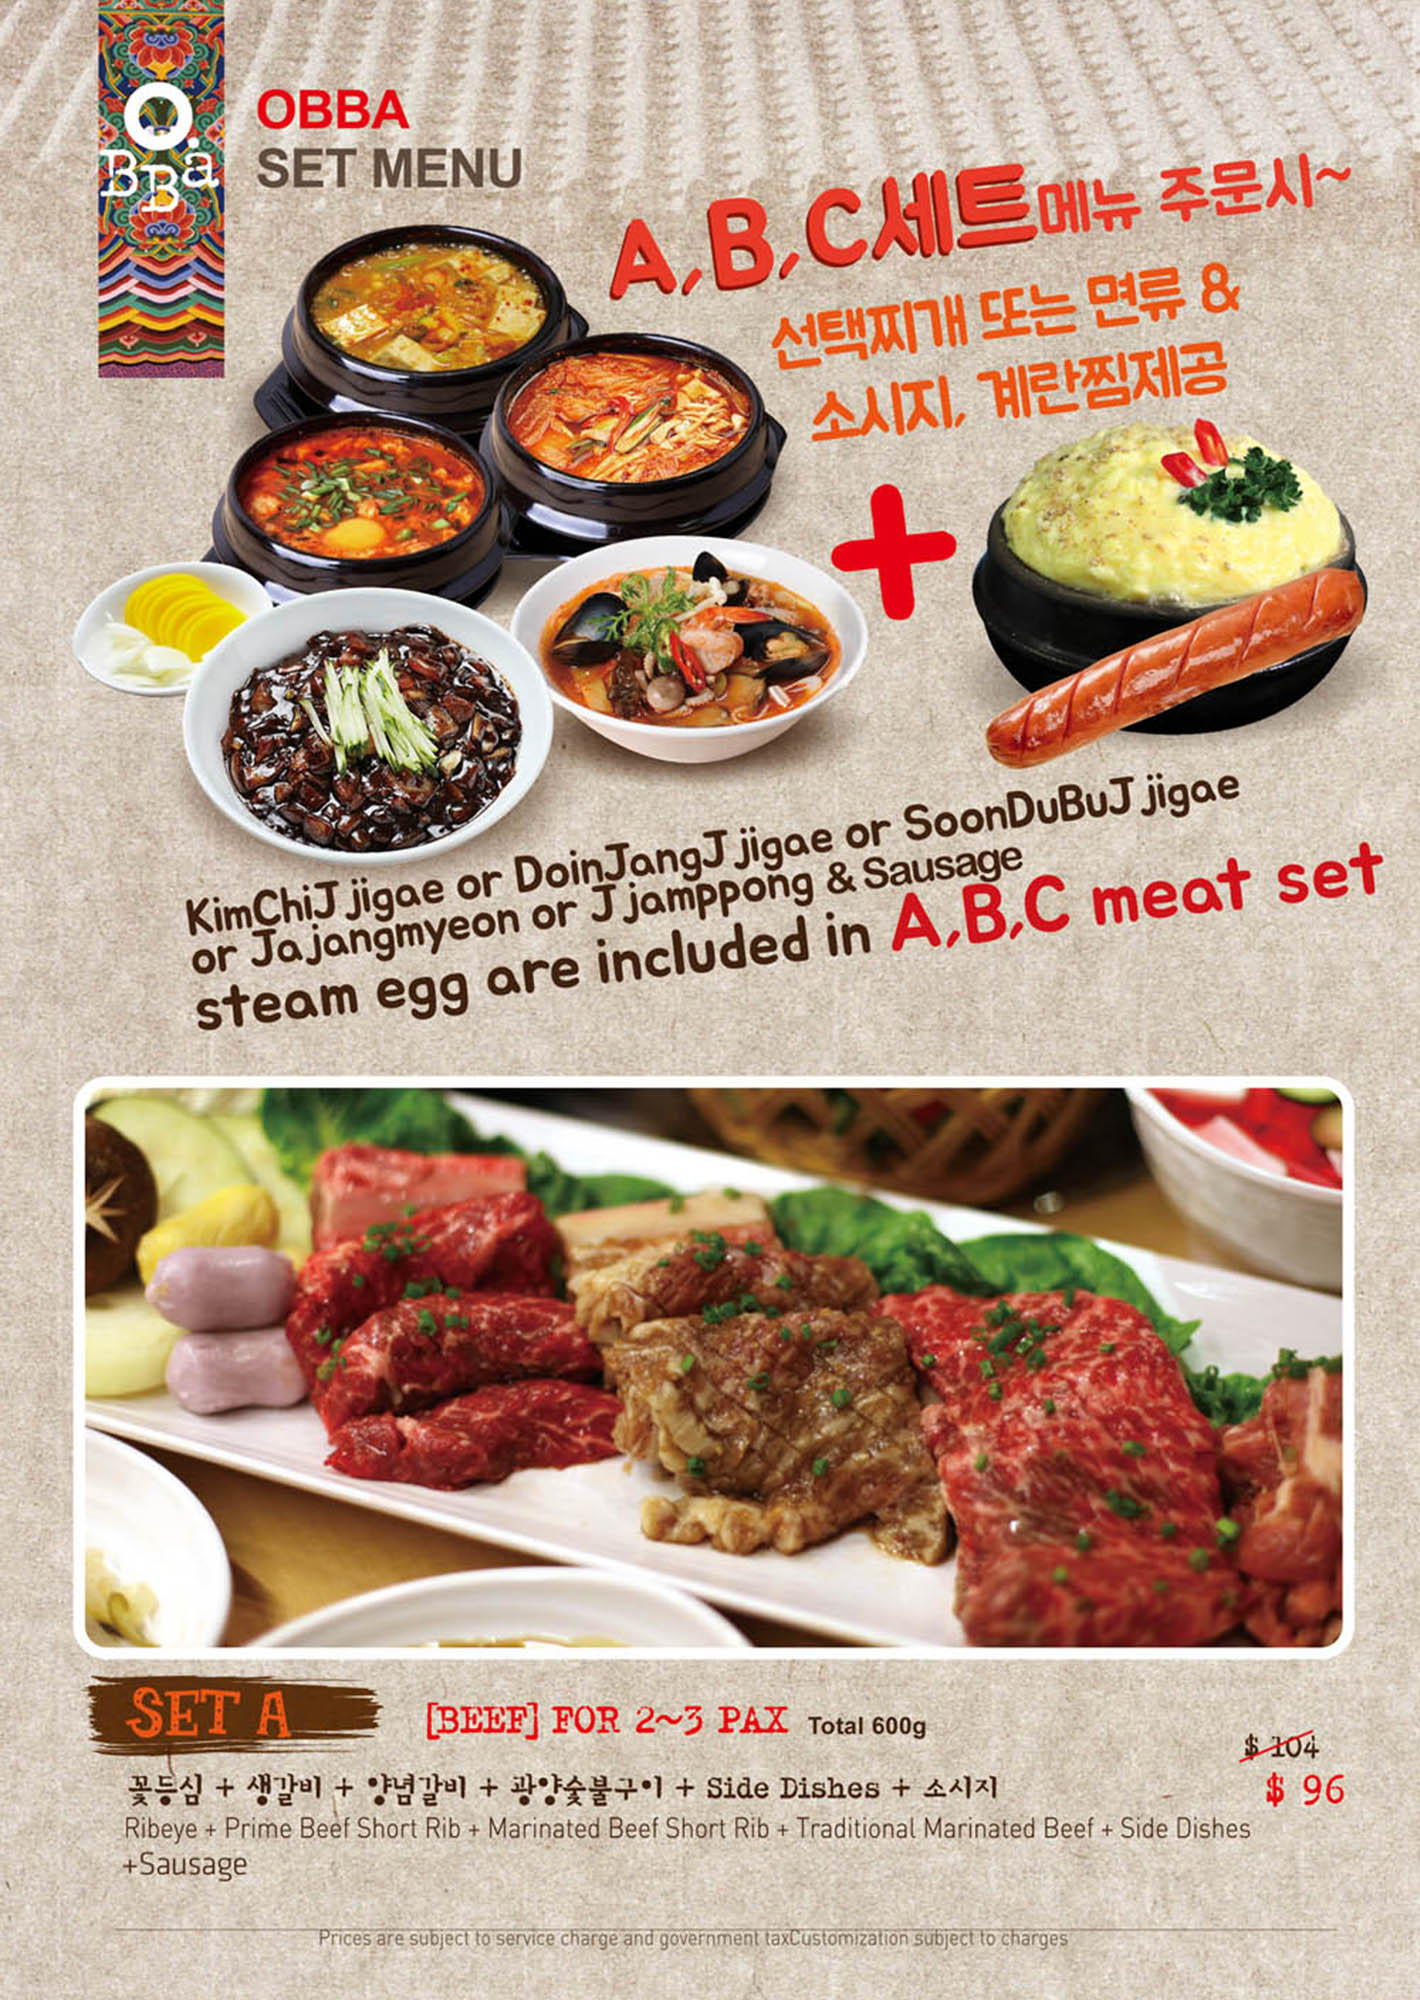 O.
BBa
OBBA
SET MENU
A,B,C세트메뉴 주문시~
선택찌개 또는 면류 &
소시지, 계란찜제공
KimChiJjigae or DoinJangJjigae or SoonDuBuJjigae
or Jajangmyeon or Jjamppong & Sausage
steam egg are included in A,B,C meat set
SET A
[BEEF] FOR 2~3 PAX Total 600g
$ 104
꽃등심 + 생갈비 + 양념갈비 + 광양숯불구이 + Side Dishes + 소시지
$ 96
Ribeye + Prime Beef Short Rib + Marinated Beef Short Rib + Traditional Marinated Beef + Side Dishes
+Sausage
Prices are subject to service charge and government taxCustomization subject to charges